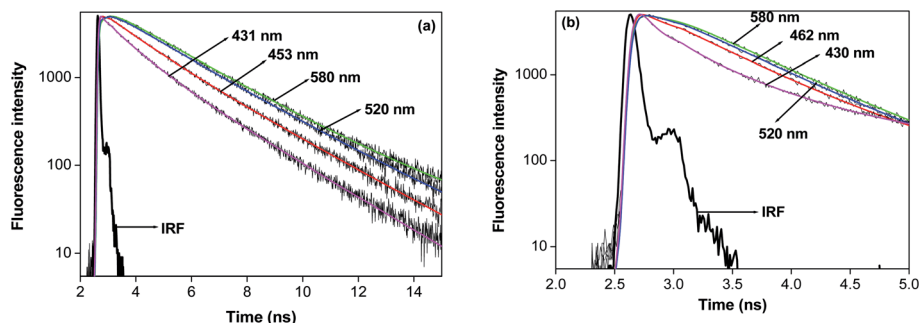 (a)
Fluorescence intensity
1000
100
10
431 nm
453 nm
580 nm
520 nm
IRF
2 4 6 8 10 12 14
Time (ns)
(b)
Fluorescence intensity
1000
100
10
580 nm
462 nm
430 nm
520 nm
IRF
2.0 2.5 3.0 3.5 4.0 4.5 5.0
Time (ns)